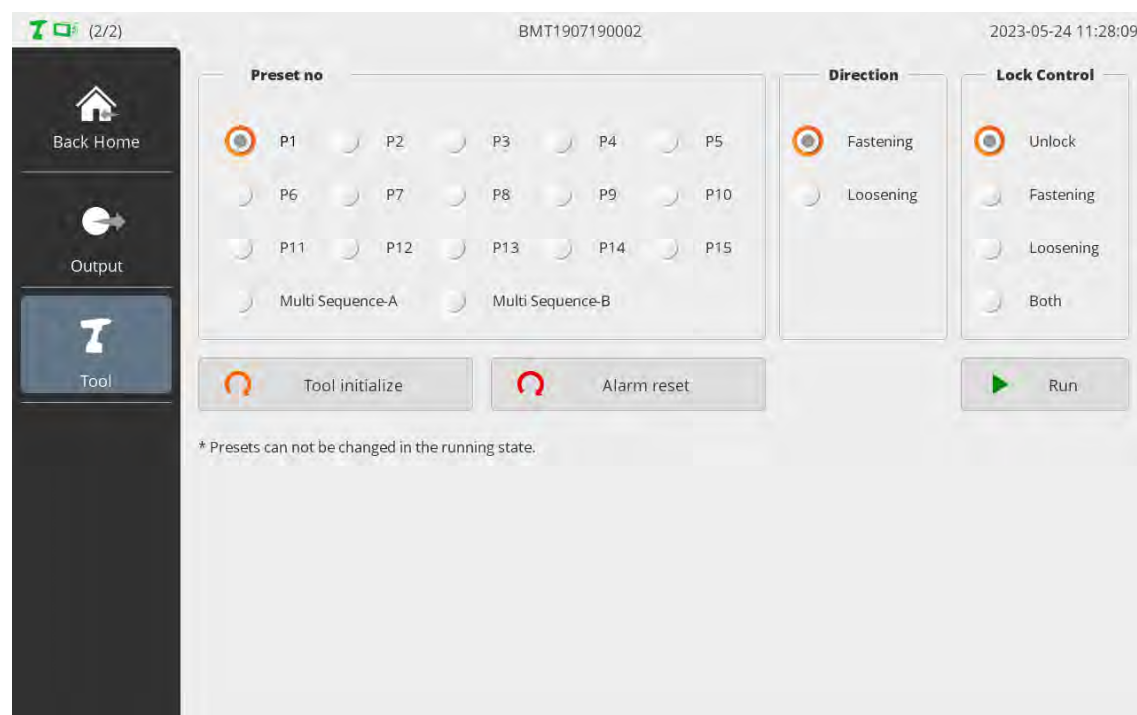 (2/2) BMT1907190002 2023-05-24 11:28:09
Back Home
Output
Tool
Preset no
P1 P2 P3 P4 P5
P6 P7 P8 P9 P10
P11 P12 P13 P14 P15
Multi Sequence-A Multi Sequence-B
Direction
Fastening
Loosening
Lock Control
Unlock
Fastening
Loosening
Both
Tool initialize Alarm reset Run
* Presets can not be changed in the running state.